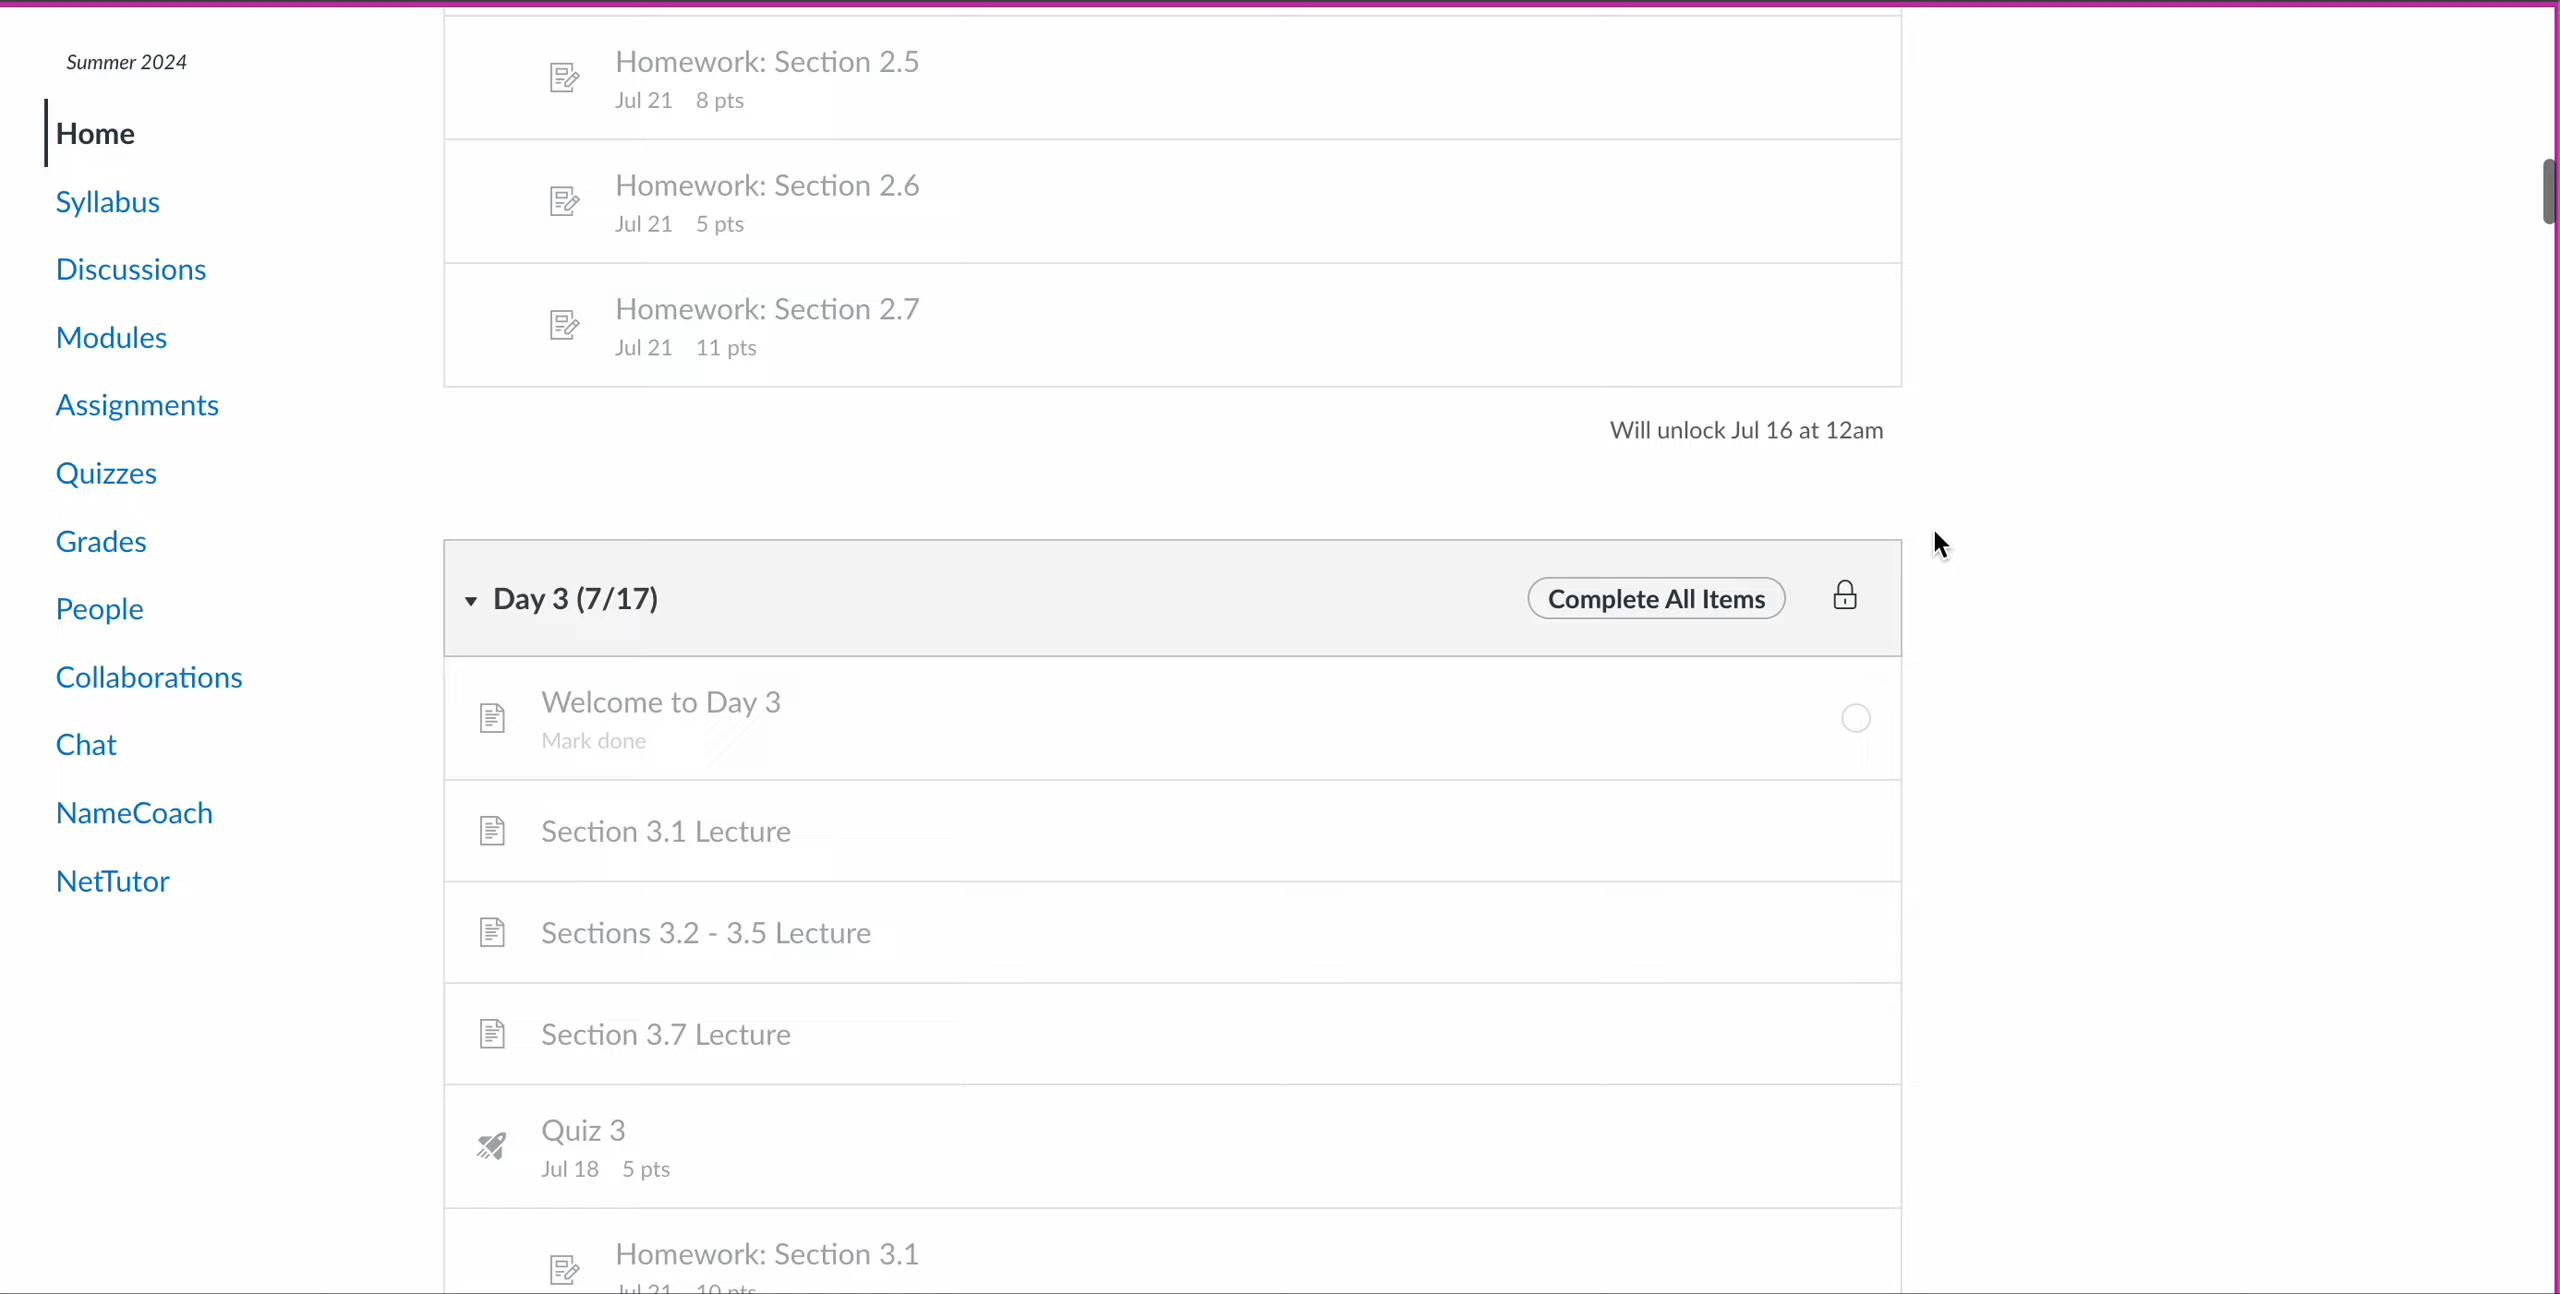 Summer 2024
Home
Syllabus
Discussions
Modules
Assignments
Quizzes
Grades
People
Collaborations
Chat
NameCoach
NetTutor
Homework: Section 2.5
Jul 21 8 pts
Homework: Section 2.6
Jul 21 5 pts
Homework: Section 2.7
Jul 21 11 pts
Will unlock Jul 16 at 12am
Day 3 (7/17) Complete All Items
Welcome to Day 3
Mark done
Section 3.1 Lecture
Sections 3.2 - 3.5 Lecture
Section 3.7 Lecture
Quiz 3
Jul 18 5 pts
Homework: Section 3.1
Jul 21 10 pts